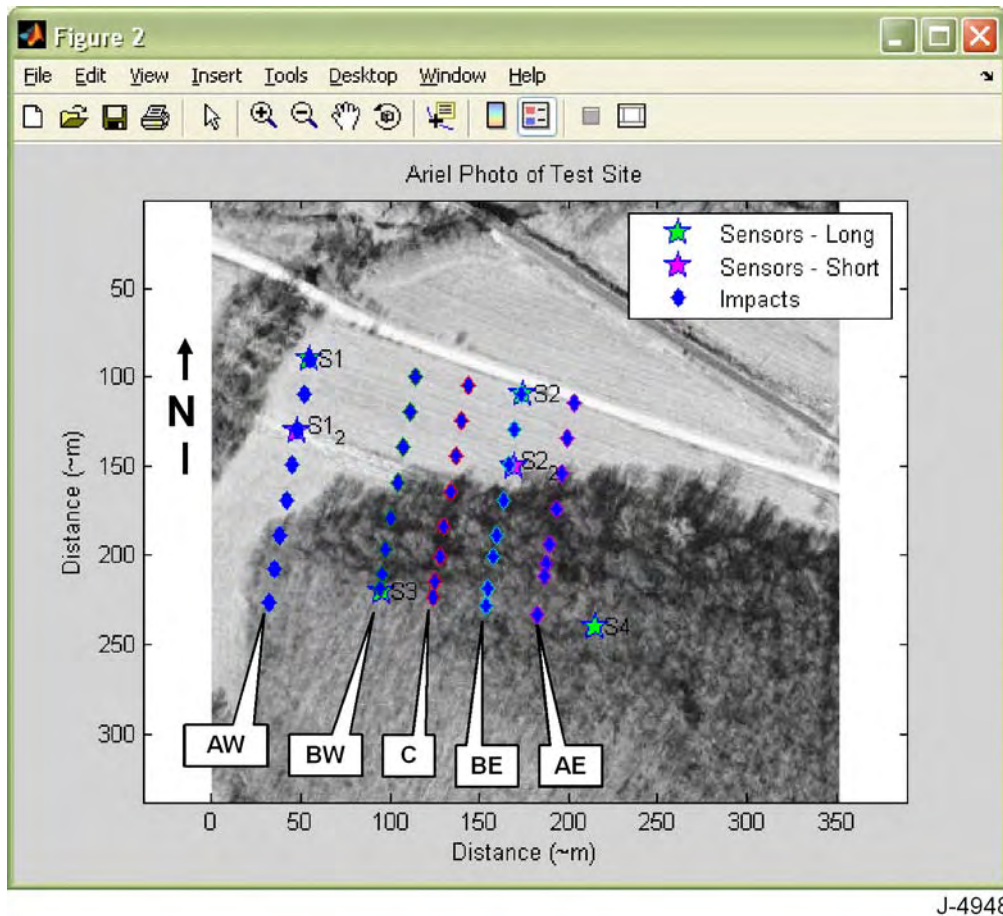 Figure 2
File Edit View Insert Tools Desktop Window Help
Ariel Photo of Test Site
Sensors - Long
Sensors - Short
Impacts
50
100
150
200
250
300
Distance (~m)
N
S1
S1₂
S2
S2₂
S3
S4
AW
BW
C
BE
AE
0 50 100 150 200 250 300 350
Distance (~m)
J-4948